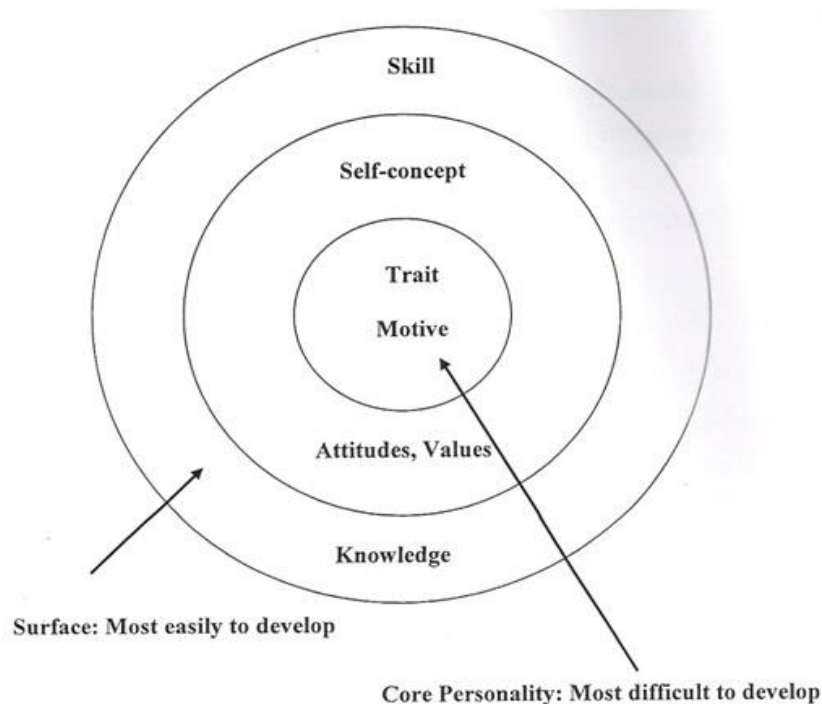 Skill
Self-concept
Trait
Motive
Attitudes, Values
Knowledge
Surface: Most easily to develop
Core Personality: Most difficult to develop